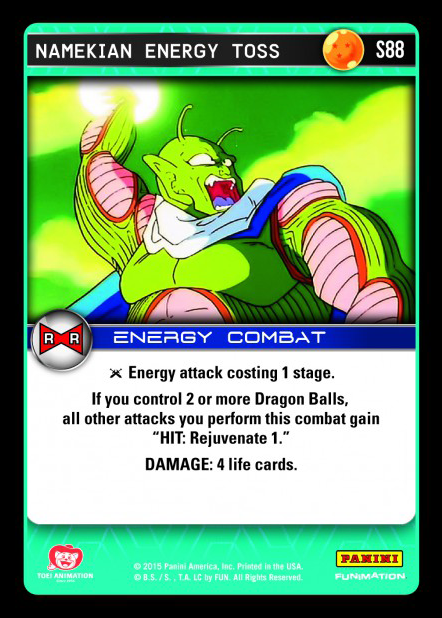 NAMEKIAN ENERGY TOSS S88
R R ENERGY COMBAT
Energy attack costing 1 stage.
If you control 2 or more Dragon Balls,
all other attacks you perform this combat gain
“HIT: Rejuvenate 1.”
DAMAGE: 4 life cards.
TOEI ANIMATION
© 2015 Panini America, Inc. Printed in the USA.
© B.S. / S. , T.A. LC by FUN. All Rights Reserved.
PANINI
FUNIMATION